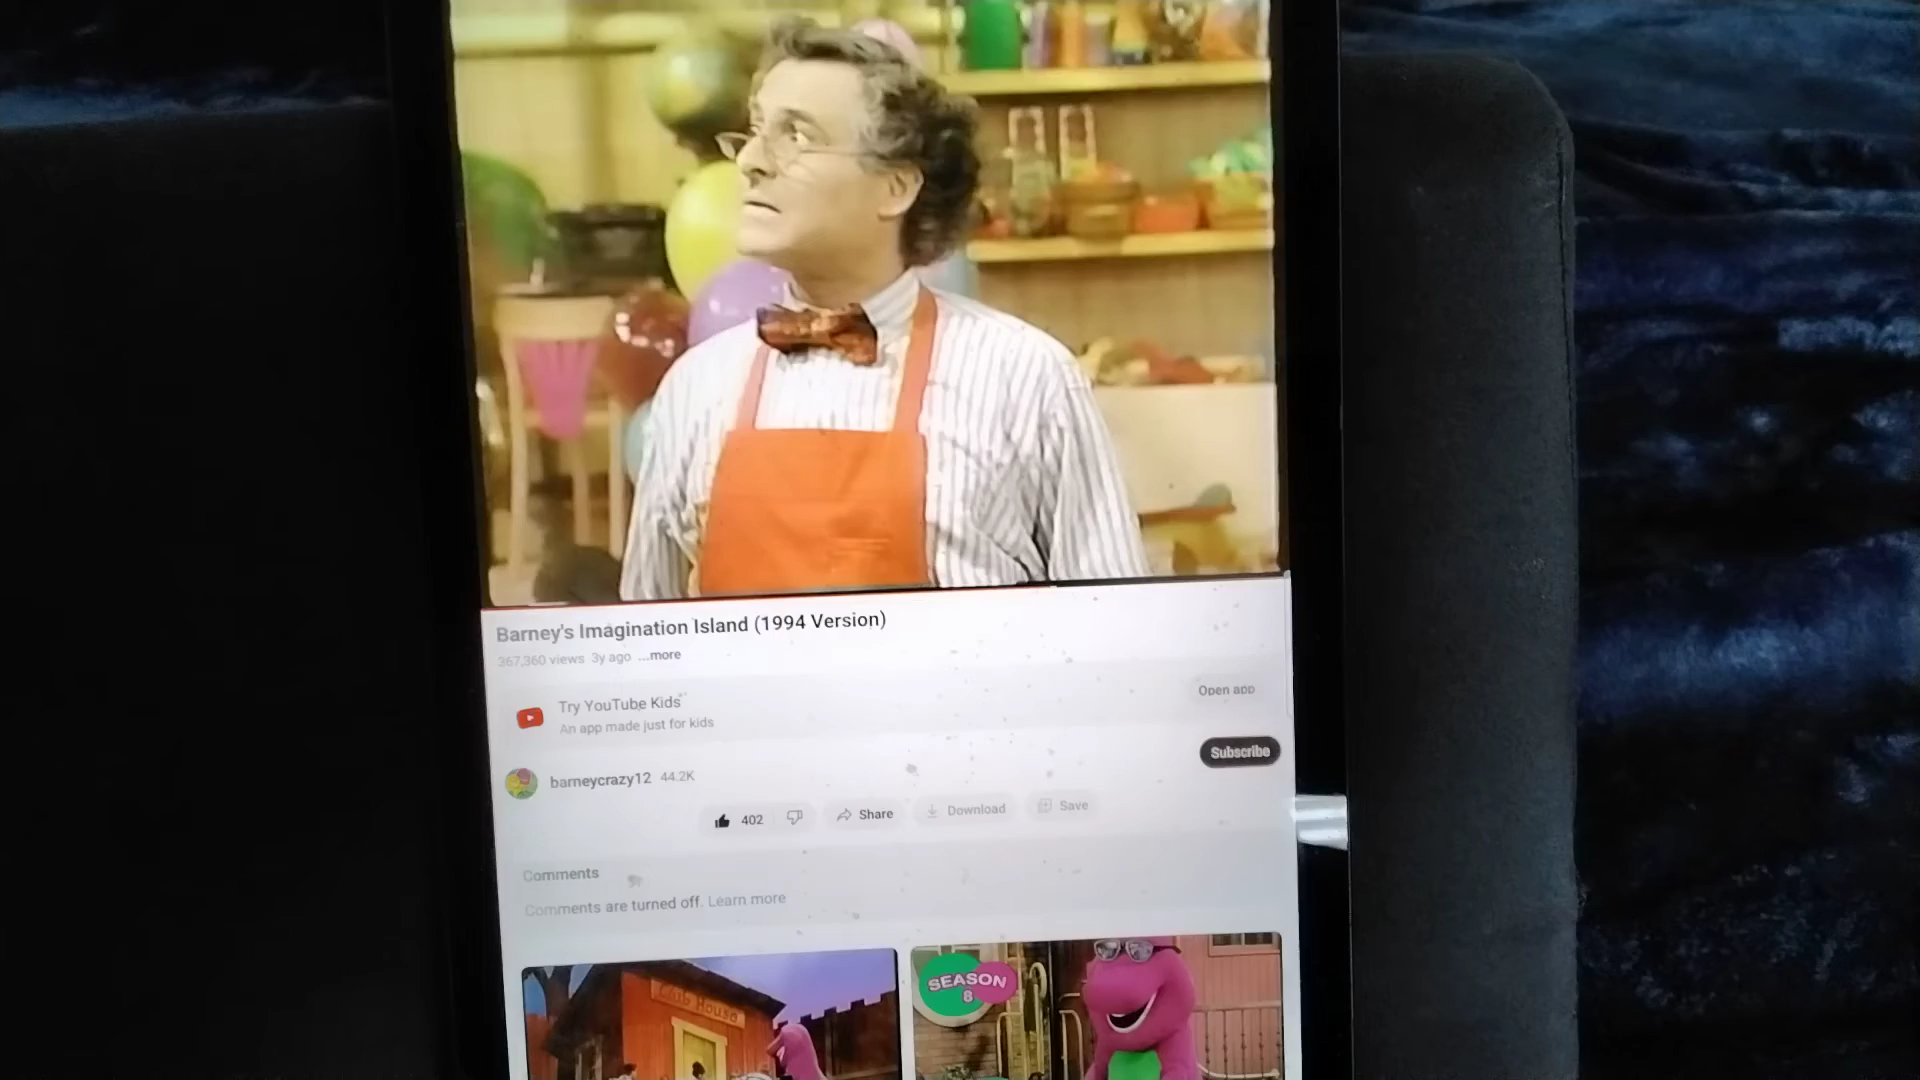 Barney's Imagination Island (1994 Version)
367,360 views 3y ago ...more
Try YouTube Kids
An app made just for kids
Open app
barneycrazy12 44.2K
Subscribe
402 Share Download Save
Comments
Comments are turned off. Learn more
Club House
SEASON
8